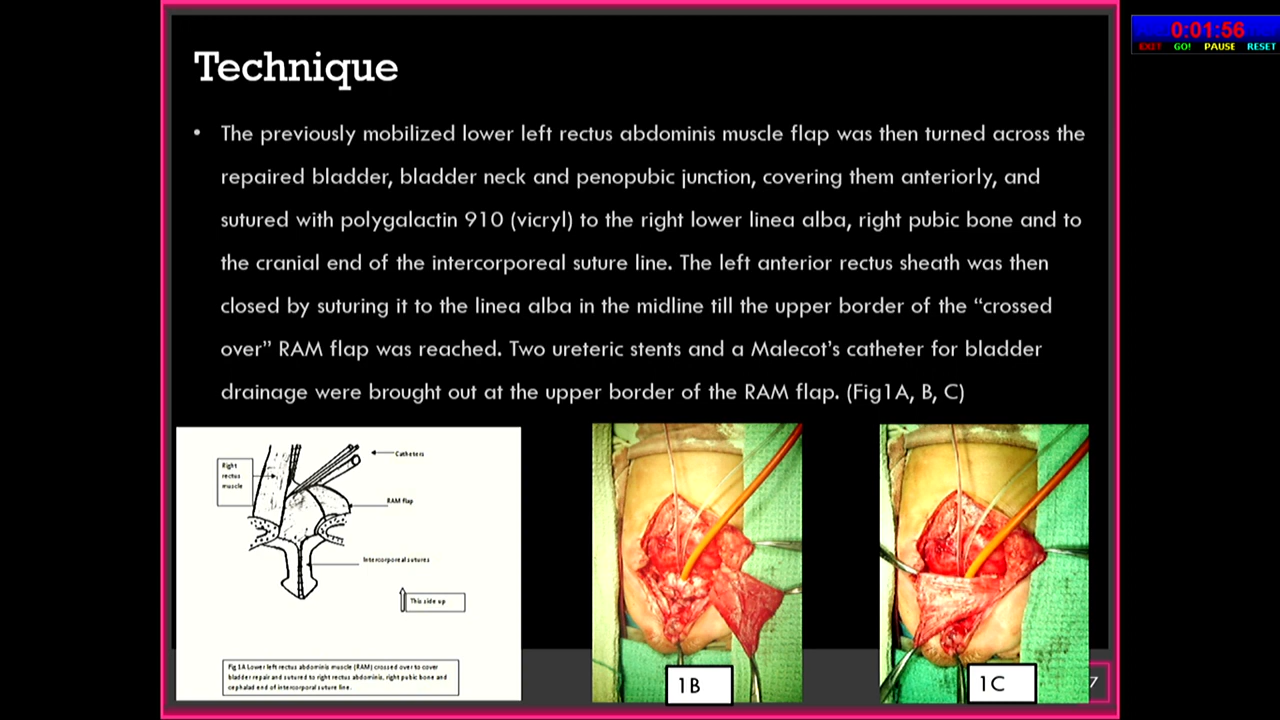 0:01:56
EXIT GO! PAUSE RESET
Technique
• The previously mobilized lower left rectus abdominis muscle flap was then turned across the
repaired bladder, bladder neck and penopubic junction, covering them anteriorly, and
sutured with polygalactin 910 (vicryl) to the right lower linea alba, right pubic bone and to
the cranial end of the intercorporeal suture line. The left anterior rectus sheath was then
closed by suturing it to the linea alba in the midline till the upper border of the “crossed
over” RAM flap was reached. Two ureteric stents and a Malecot’s catheter for bladder
drainage were brought out at the upper border of the RAM flap. (Fig1A, B, C)
Right
rectus
muscle
Catheters
RAM flap
Intercorporeal sutures
This side up
Fig 1A Lower left rectus abdominis muscle (RAM) crossed over to cover
bladder repair and sutured to right rectus abdominis, right pubic bone and
cephalad end of intercorporal suture line.
1B
1C
7